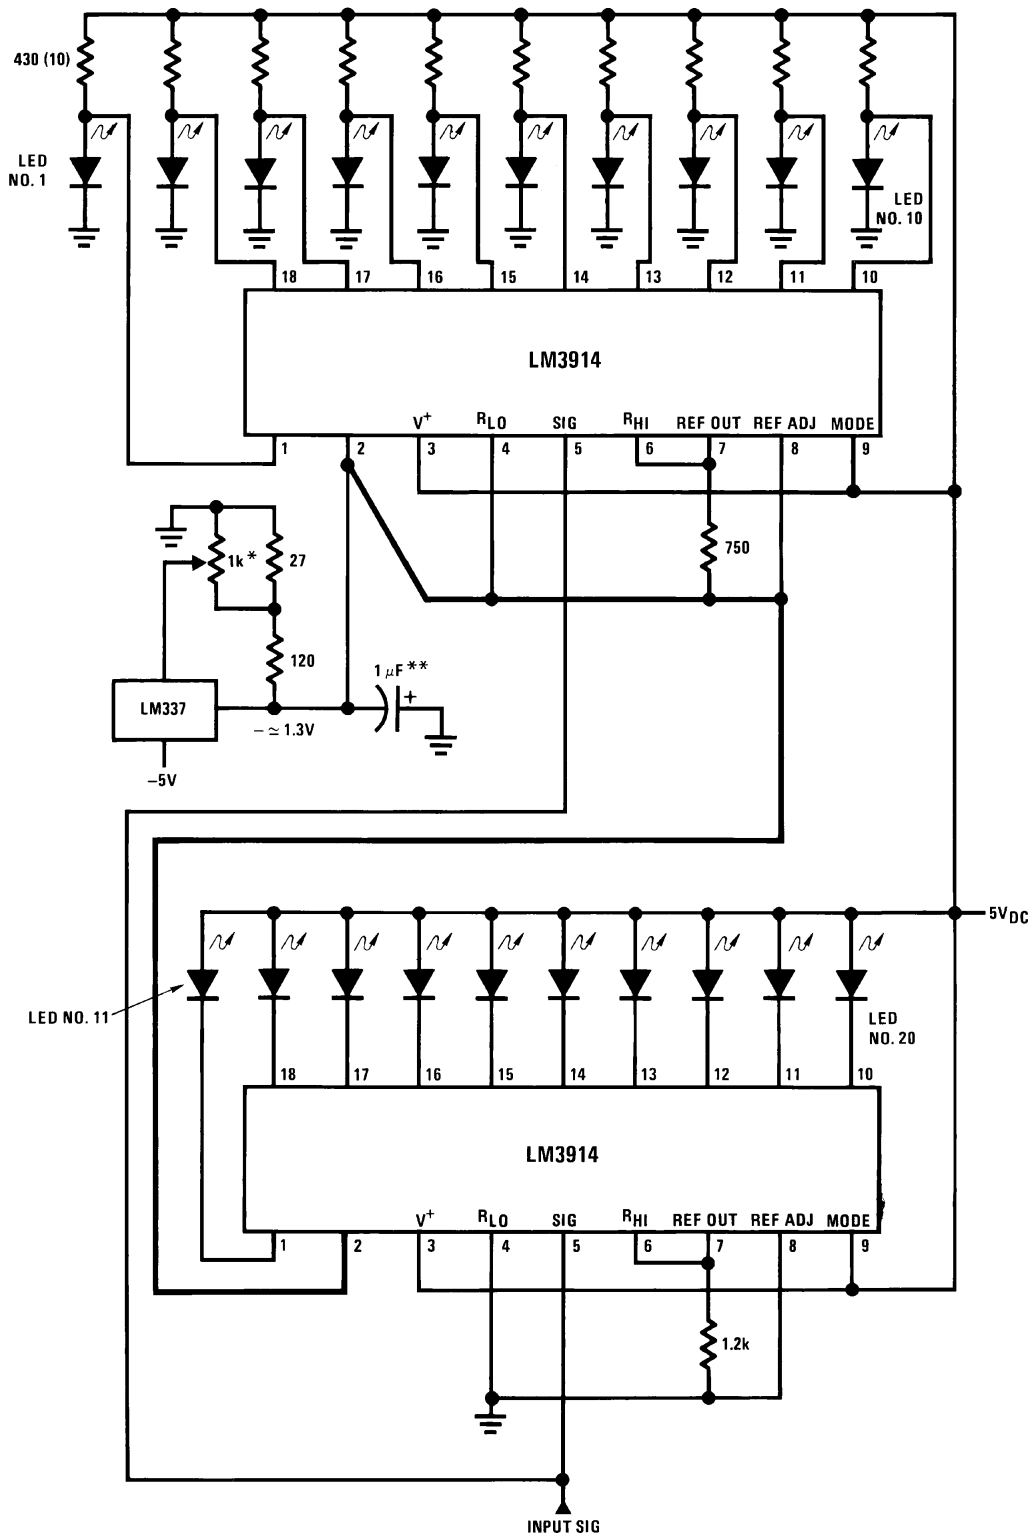 430 (10)
LED
NO. 1
LED
NO. 10
18 17 16 15 14 13 12 11 10
LM3914
V+ RLO SIG RHI REF OUT REF ADJ MODE
1 2 3 4 5 6 7 8 9
1k* 27
750
120
1 μF**
+
LM337
− ≃ 1.3V
−5V
5VDC
LED NO. 11
LED
NO. 20
18 17 16 15 14 13 12 11 10
LM3914
V+ RLO SIG RHI REF OUT REF ADJ MODE
1 2 3 4 5 6 7 8 9
1.2k
INPUT SIG